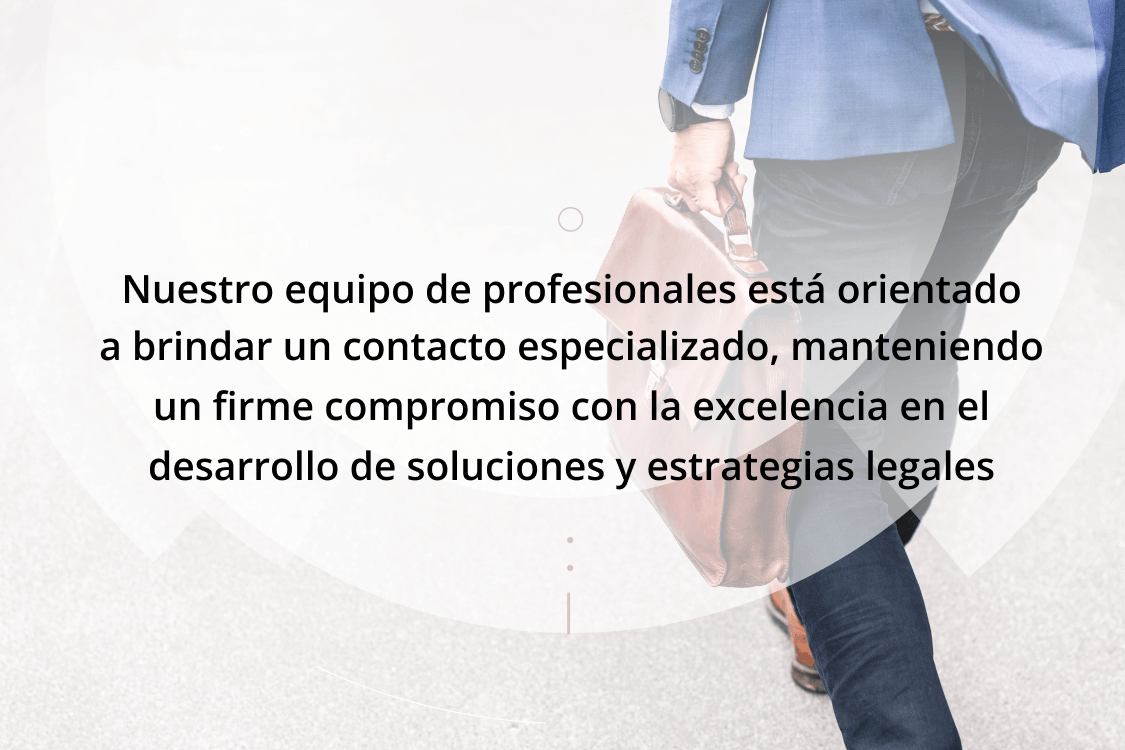 Nuestro equipo de profesionales está orientado
a brindar un contacto especializado, manteniendo
un firme compromiso con la excelencia en el
desarrollo de soluciones y estrategias legales